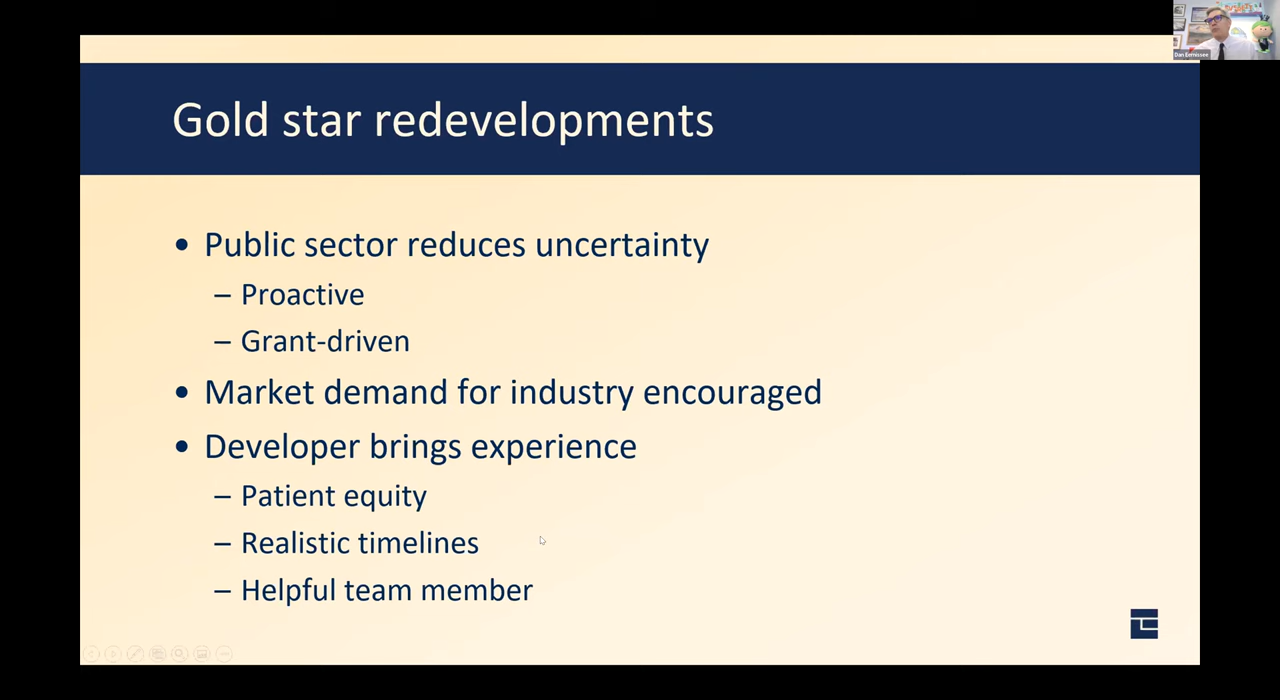 Gold star redevelopments
• Public sector reduces uncertainty
– Proactive
– Grant-driven
• Market demand for industry encouraged
• Developer brings experience
– Patient equity
– Realistic timelines
– Helpful team member